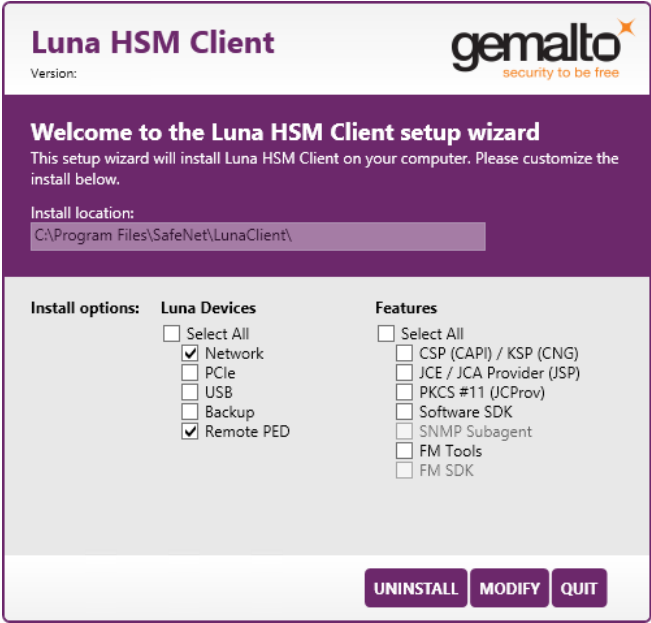 Luna HSM Client
Version:
gemalto
security to be free
Welcome to the Luna HSM Client setup wizard
This setup wizard will install Luna HSM Client on your computer. Please customize the
install below.
Install location:
C:\Program Files\SafeNet\LunaClient\
Install options:
Luna Devices
Select All
Network
PCIe
USB
Backup
Remote PED
Features
Select All
CSP (CAPI) / KSP (CNG)
JCE / JCA Provider (JSP)
PKCS #11 (JCProv)
Software SDK
SNMP Subagent
FM Tools
FM SDK
UNINSTALL
MODIFY
QUIT